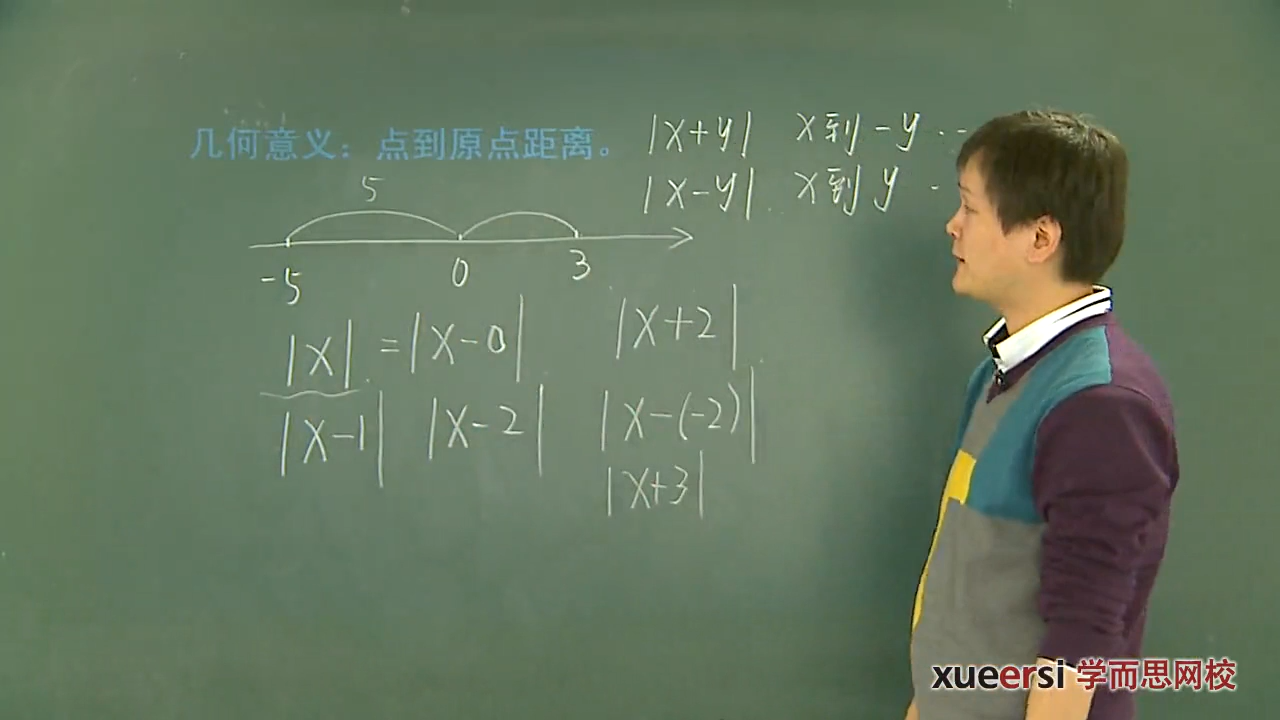 几何意义：点到原点距离。
|x+y| x到-y..
|x-y| x到y .
5
-5 0 3
|x| =|x-0| |x+2|
|x-1| |x-2| |x-(-2)|
|x+3|
xueersi 学而思网校